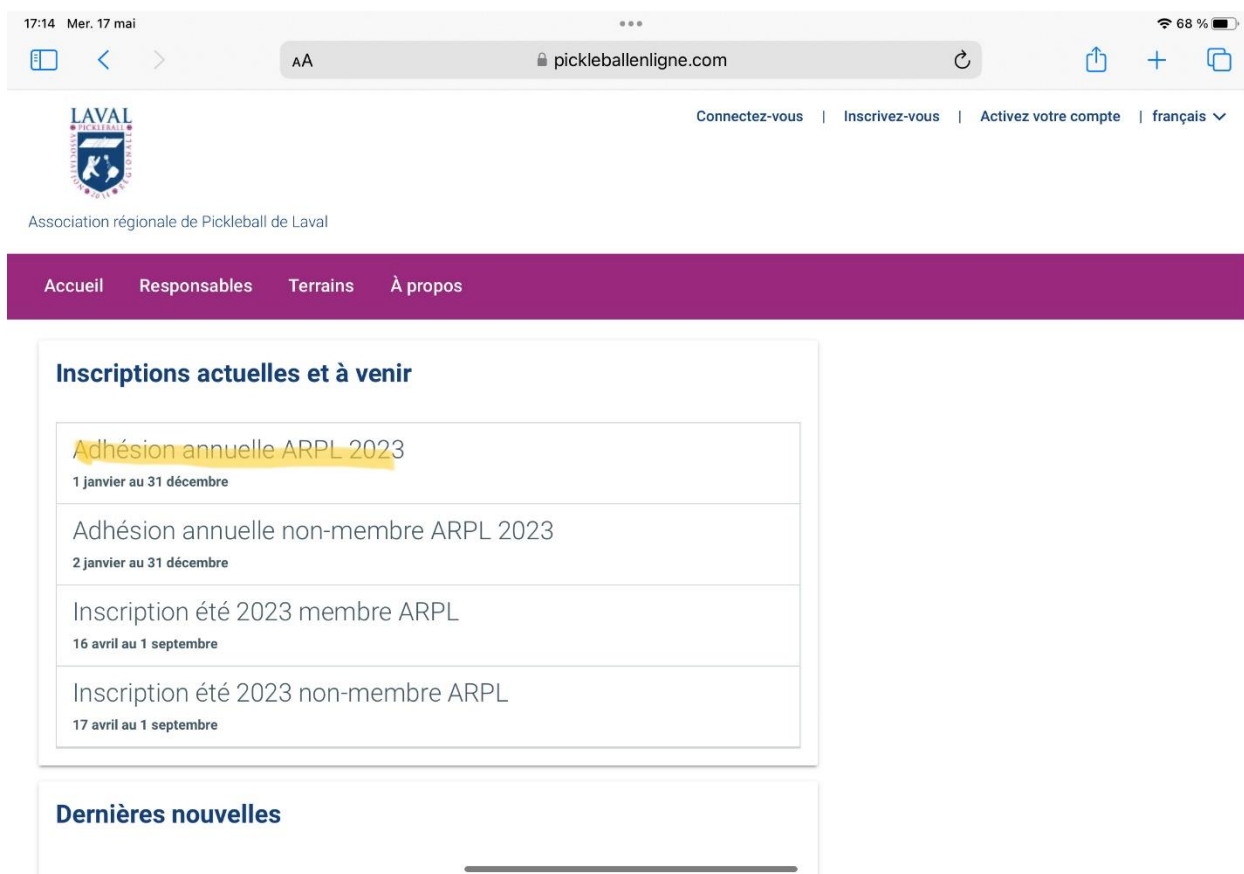 17:14 Mer. 17 mai
68 %
AA
pickleballenligne.com
LAVAL
PICKLEBALL
ASSOCIATION RÉGIONALE
2014
Connectez-vous | Inscrivez-vous | Activez votre compte | français
Association régionale de Pickleball de Laval
Accueil Responsables Terrains À propos
Inscriptions actuelles et à venir
Adhésion annuelle ARPL 2023
1 janvier au 31 décembre
Adhésion annuelle non-membre ARPL 2023
2 janvier au 31 décembre
Inscription été 2023 membre ARPL
16 avril au 1 septembre
Inscription été 2023 non-membre ARPL
17 avril au 1 septembre
Dernières nouvelles